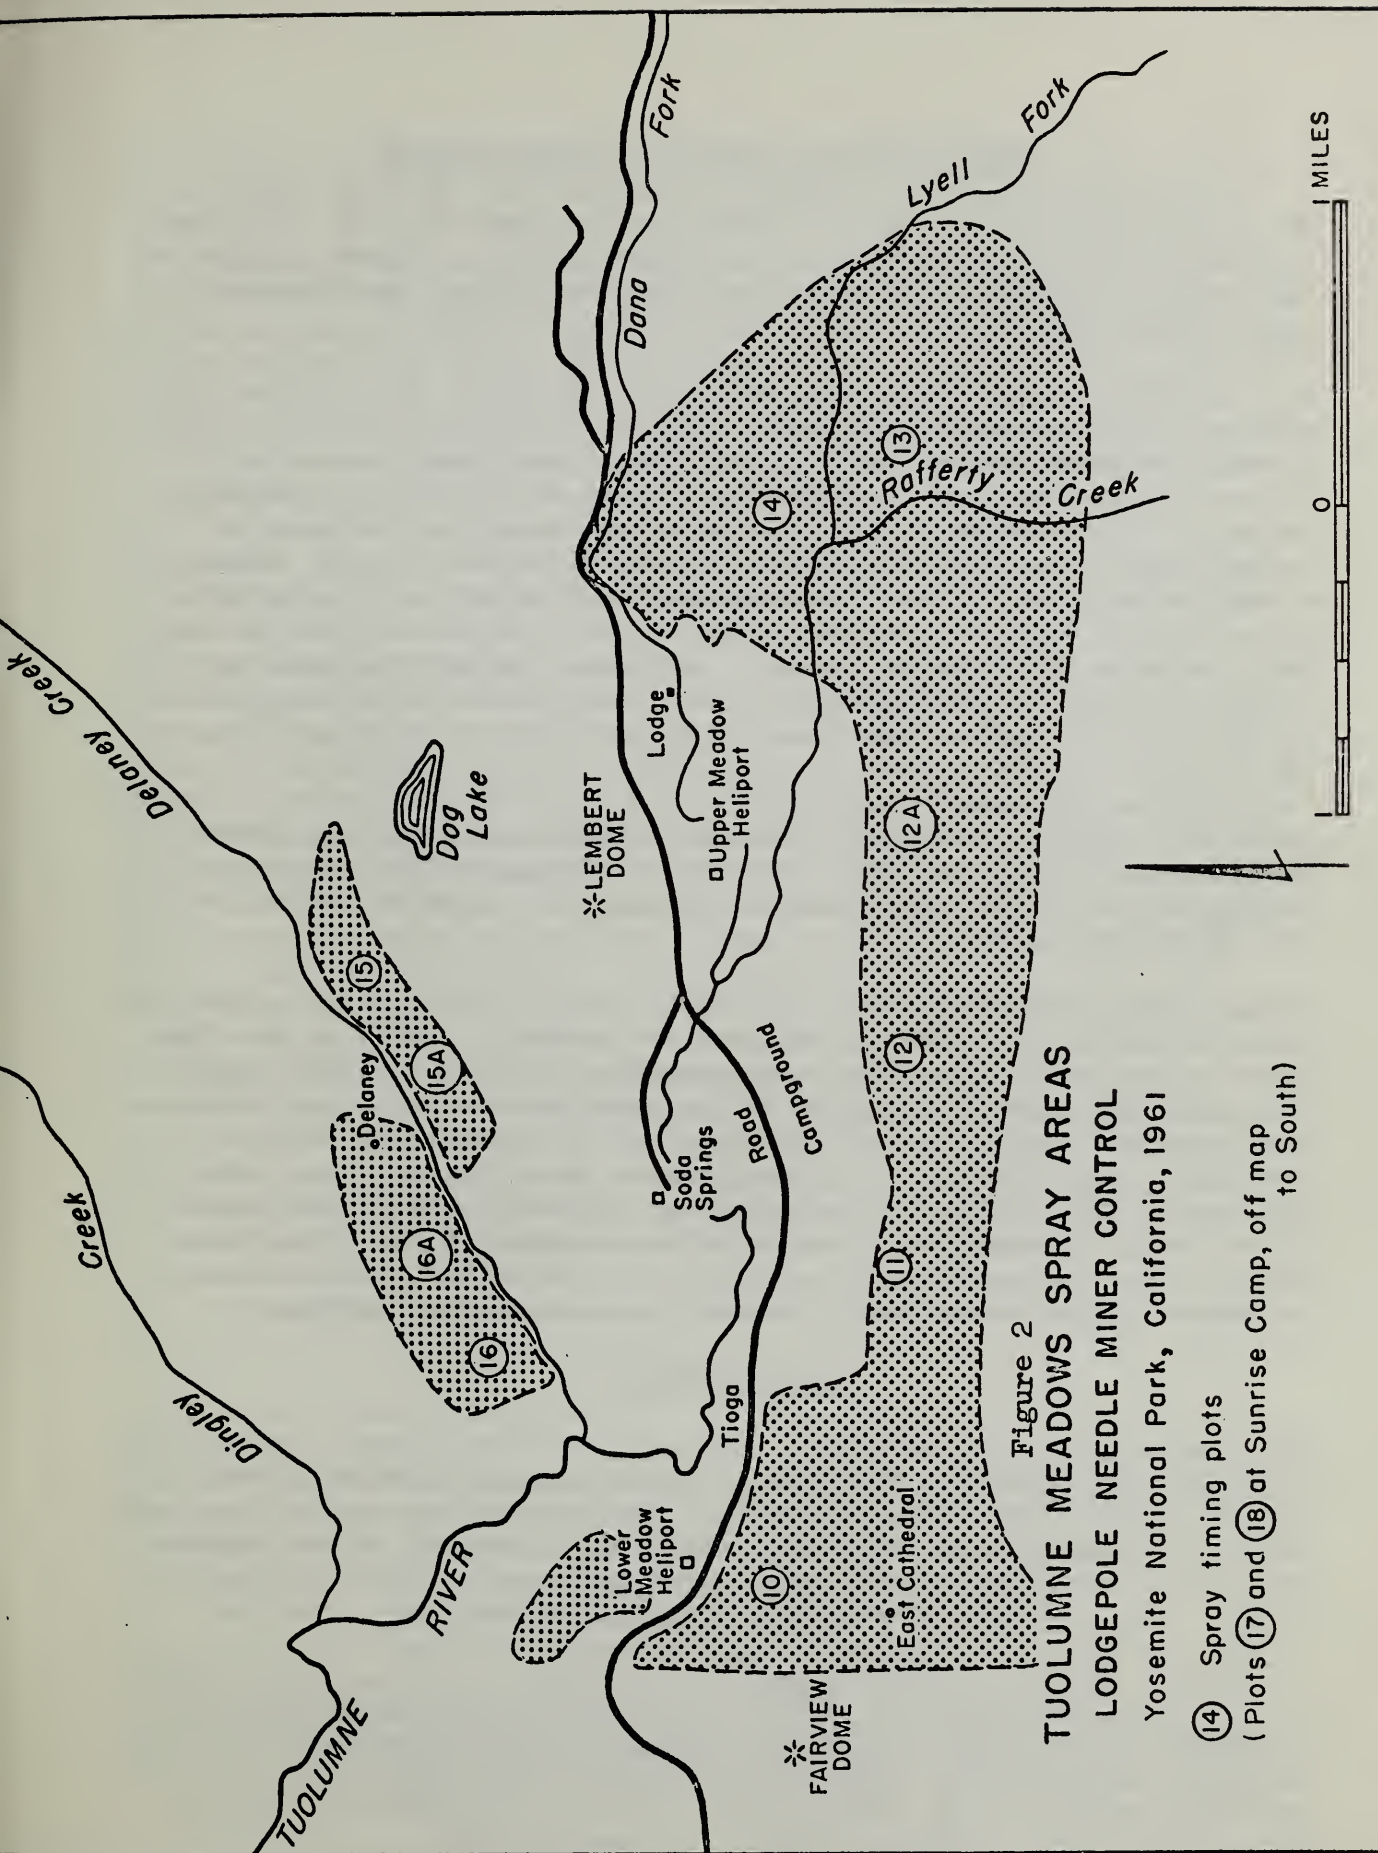 TUOLUMNE
RIVER
Dingley
Creek
Delaney Creek
Dog
Lake
Delaney
15
15A
16A
16
Lower
Meadow
Heliport
Soda
Springs
LEMBERT
DOME
Lodge
Upper Meadow
Heliport
Dana
Fork
Lyell
Fork
Tioga
Road
Campground
FAIRVIEW
DOME
10
East Cathedral
11
12
12A
13
14
Rafferty
Creek
Figure 2
TUOLUMNE MEADOWS SPRAY AREAS
LODGEPOLE NEEDLE MINER CONTROL
Yosemite National Park, California, 1961
14 Spray timing plots
(Plots 17 and 18 at Sunrise Camp, off map
to South)
1 0 1 MILES